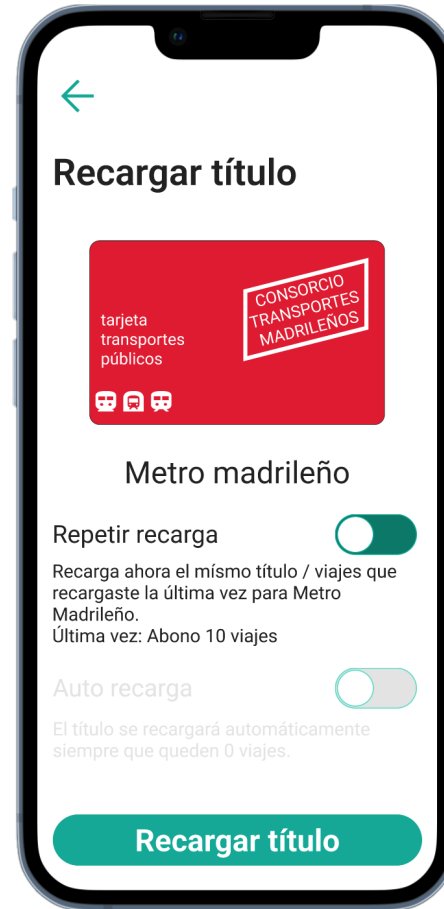 Recargar título
tarjeta
transportes
públicos
CONSORCIO
TRANSPORTES
MADRILEÑOS
Metro madrileño
Repetir recarga
Recarga ahora el mísmo título / viajes que
recargaste la última vez para Metro
Madrileño.
Última vez: Abono 10 viajes
Auto recarga
El título se recargará automáticamente
siempre que queden 0 viajes.
Recargar título